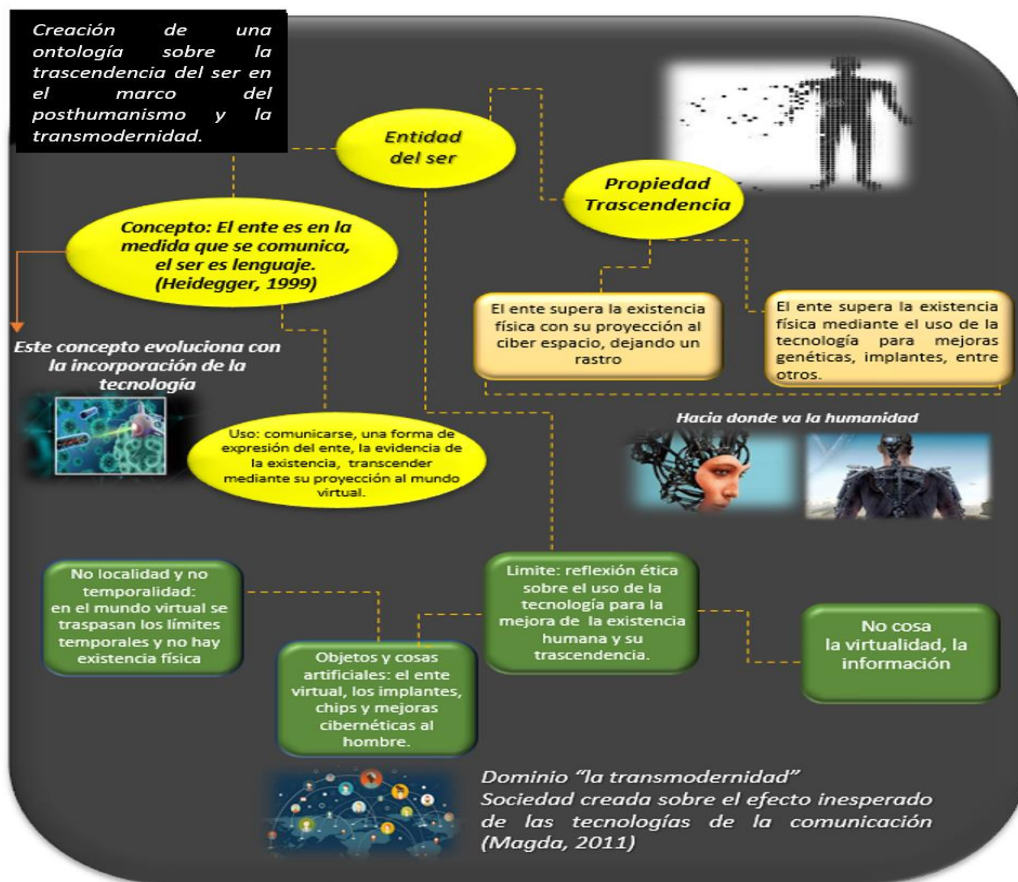 Creación de una
ontología sobre la
trascendencia del ser en
el marco del
posthumanismo y la
transmodernidad.
Entidad
del ser
Propiedad
Trascendencia
Concepto: El ente es en la
medida que se comunica,
el ser es lenguaje.
(Heidegger, 1999)
El ente supera la existencia
física con su proyección al
ciber espacio, dejando un
rastro
El ente supera la existencia
física mediante el uso de la
tecnología para mejoras
genéticas, implantes, entre
otros.
Este concepto evoluciona con
la incorporación de la
tecnología
Hacia donde va la humanidad
Uso: comunicarse, una forma de
expresión del ente, la evidencia de
la existencia, transcender
mediante su proyección al mundo
virtual.
No localidad y no
temporalidad:
en el mundo virtual se
traspasan los límites
temporales y no hay
existencia física
Limite: reflexión ética
sobre el uso de la
tecnología para la
mejora de la existencia
humana y su
trascendencia.
No cosa
la virtualidad, la
información
Objetos y cosas
artificiales: el ente
virtual, los implantes,
chips y mejoras
cibernéticas al
hombre.
Dominio “la transmodernidad”
Sociedad creada sobre el efecto inesperado
de las tecnologías de la comunicación
(Magda, 2011)